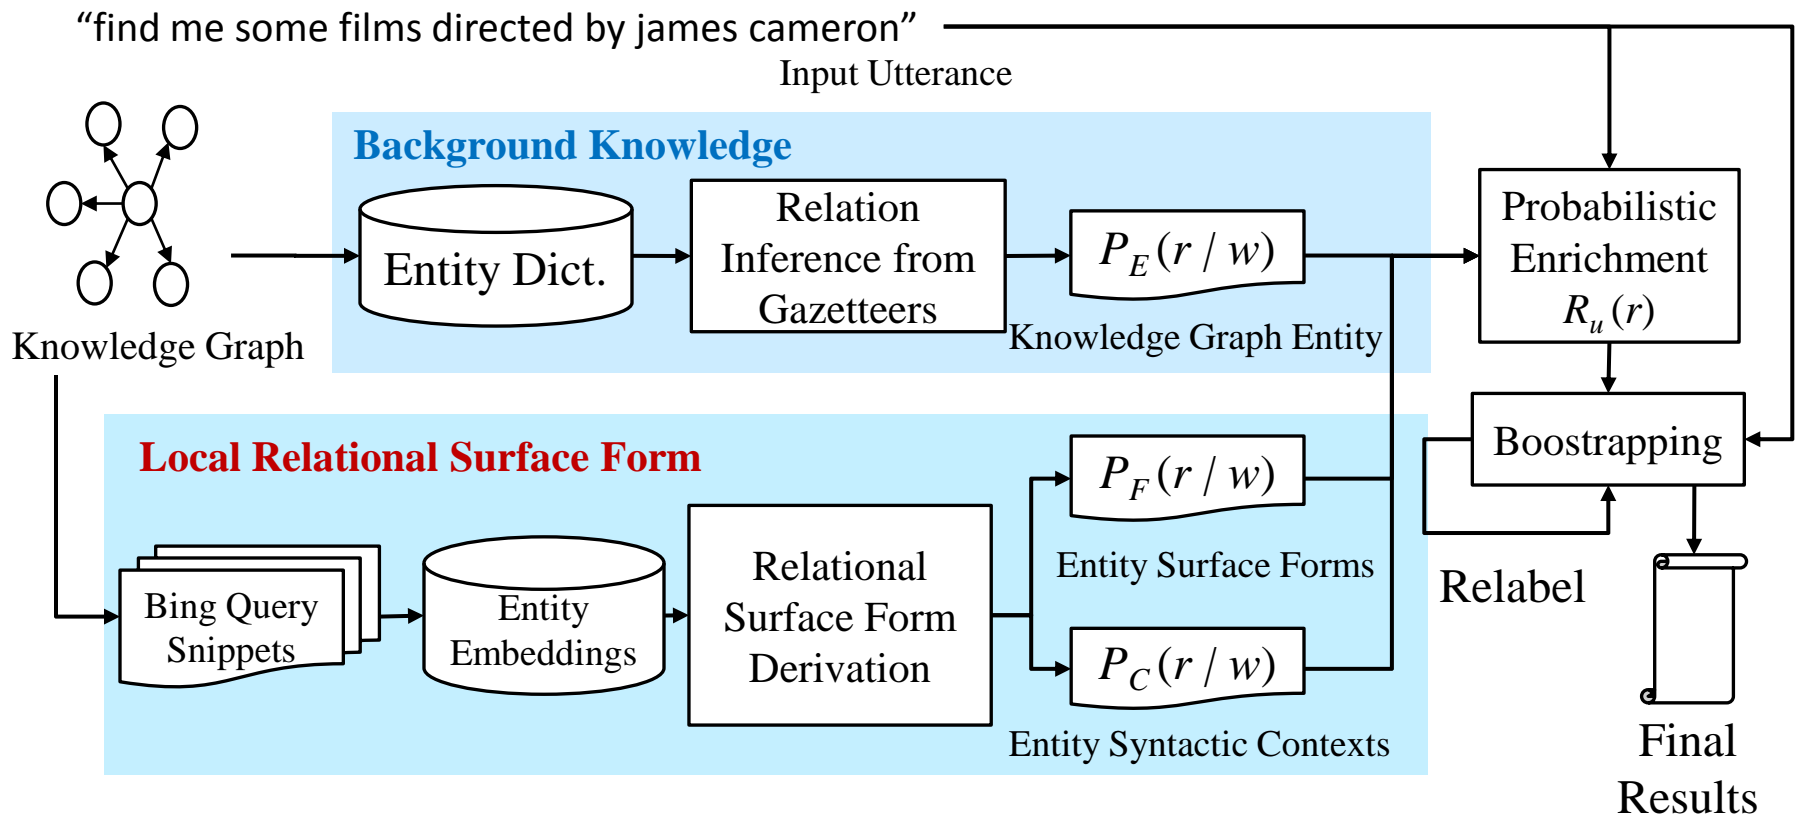 “find me some films directed by james cameron”
Input Utterance
Background Knowledge
Entity Dict.
Relation
Inference from
Gazetteers
P_E (r / w)
Knowledge Graph Entity
Probabilistic
Enrichment
R_u (r)
Knowledge Graph
Local Relational Surface Form
Bing Query
Snippets
Entity
Embeddings
Relational
Surface Form
Derivation
P_F (r / w)
Entity Surface Forms
P_C (r / w)
Entity Syntactic Contexts
Boostrapping
Relabel
Final
Results